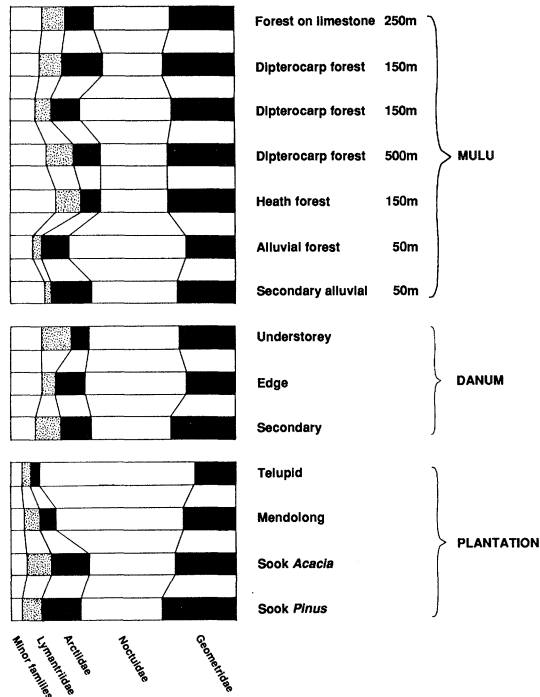 Forest on limestone 250m
Dipterocarp forest 150m
Dipterocarp forest 150m
Dipterocarp forest 500m
Heath forest 150m
Alluvial forest 50m
Secondary alluvial 50m
MULU
Understorey
Edge
Secondary
DANUM
Telupid
Mendolong
Sook Acacia
Sook Pinus
PLANTATION
Minor families
Lymantriidae
Arctiidae
Noctuidae
Geometridae